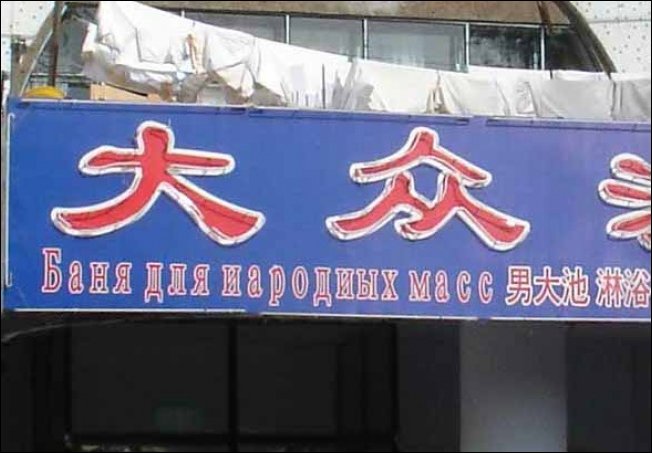 大众
Баня для иародиых масс 男大池 淋浴